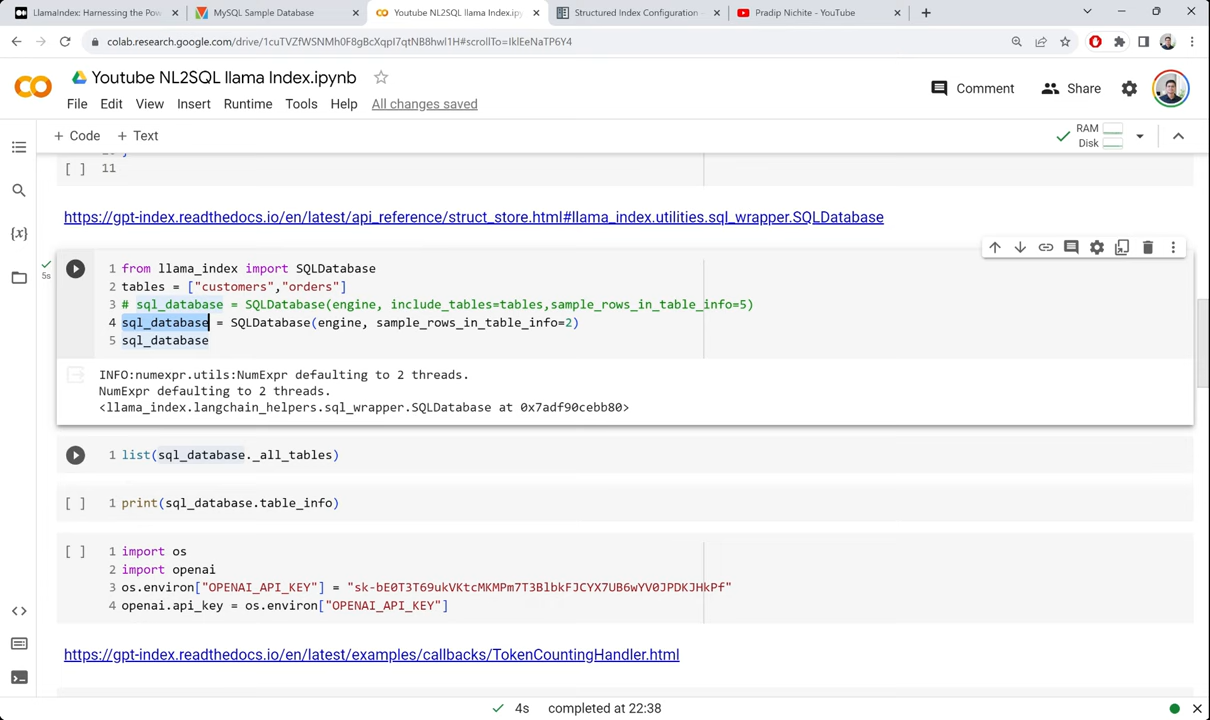 LlamaIndex: Harnessing the Pow
MySQL Sample Database
Youtube NL2SQL llama Index.ipyn
Structured Index Configuration -
Pradip Nichite - YouTube
colab.research.google.com/drive/1cuTVZfWSNMh0F8gBcXqpI7qtNB8hwl1H#scrollTo=IklEeNaTP6Y4
Youtube NL2SQL llama Index.ipynb
File Edit View Insert Runtime Tools Help All changes saved
Comment Share
+ Code + Text
RAM
Disk
[ ] 11
https://gpt-index.readthedocs.io/en/latest/api_reference/struct_store.html#llama_index.utilities.sql_wrapper.SQLDatabase
5s
1 from llama_index import SQLDatabase
2 tables = ["customers","orders"]
3 # sql_database = SQLDatabase(engine, include_tables=tables,sample_rows_in_table_info=5)
4 sql_database = SQLDatabase(engine, sample_rows_in_table_info=2)
5 sql_database
INFO:numexpr.utils:NumExpr defaulting to 2 threads.
NumExpr defaulting to 2 threads.
<llama_index.langchain_helpers.sql_wrapper.SQLDatabase at 0x7adf90cebb80>
1 list(sql_database._all_tables)
[ ] 1 print(sql_database.table_info)
[ ] 1 import os
2 import openai
3 os.environ["OPENAI_API_KEY"] = "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"
4 openai.api_key = os.environ["OPENAI_API_KEY"]
https://gpt-index.readthedocs.io/en/latest/examples/callbacks/TokenCountingHandler.html
4s completed at 22:38